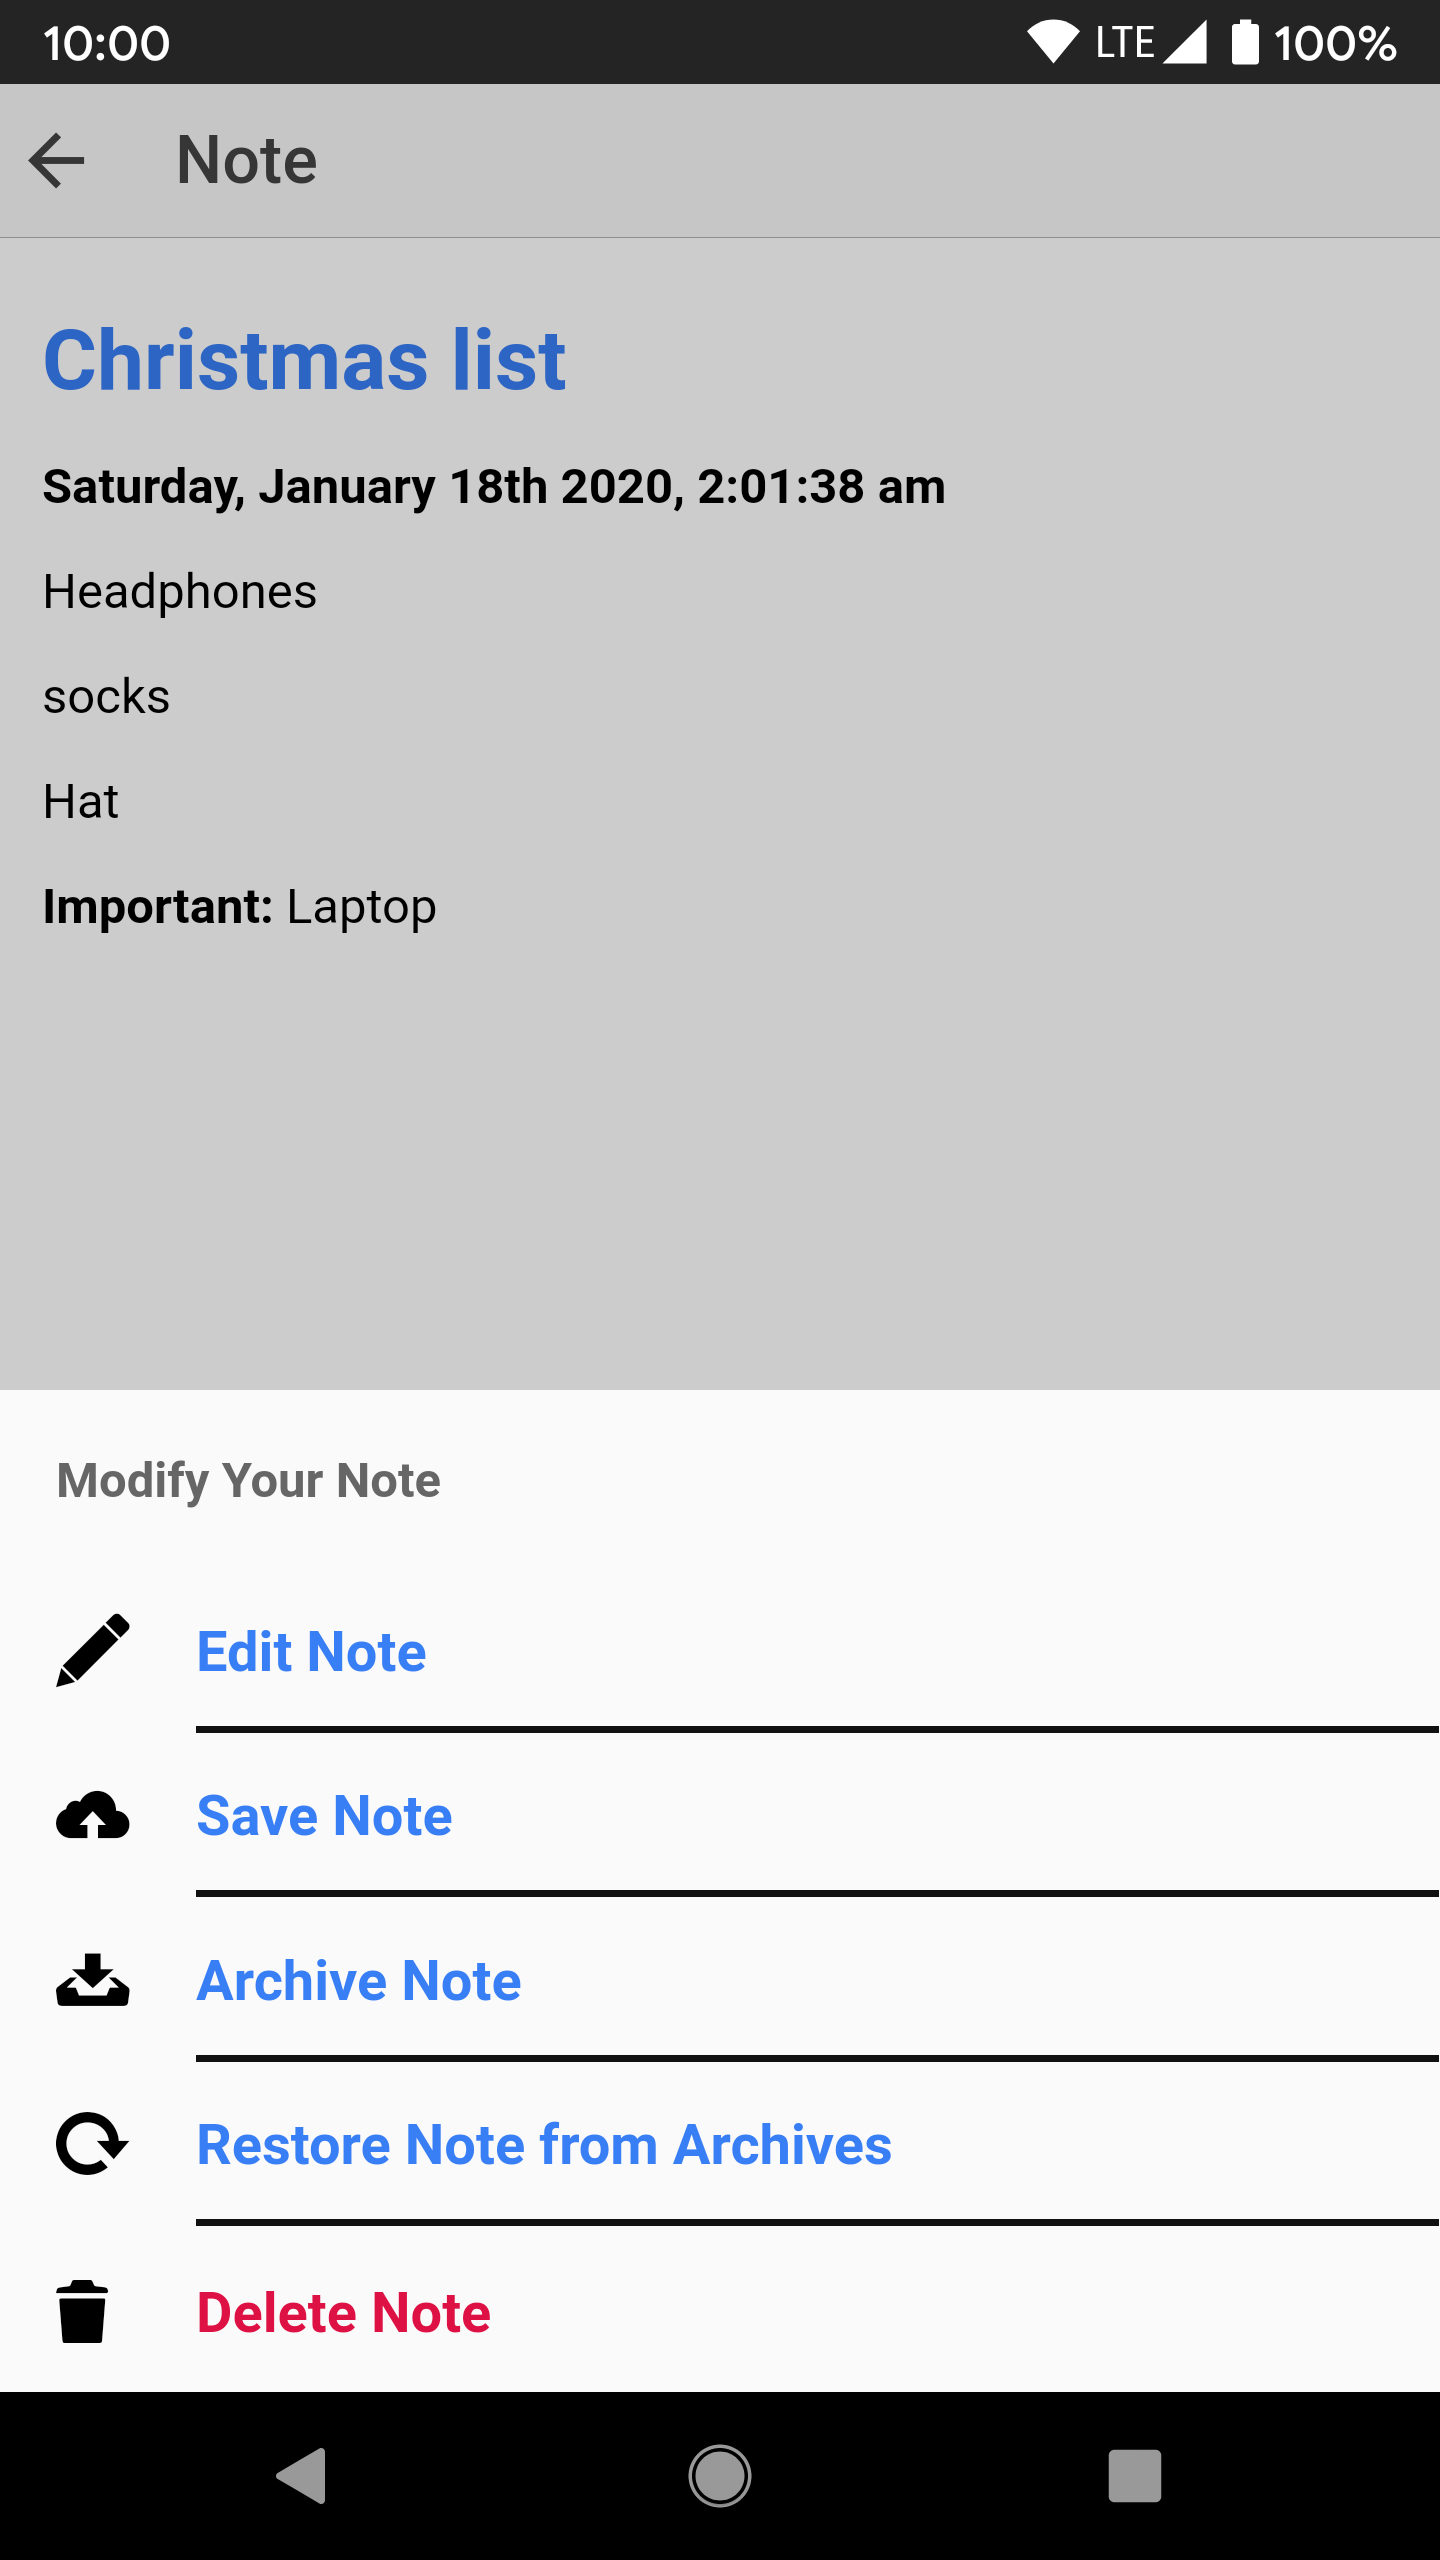 10:00 LTE 100%
Note
Christmas list
Saturday, January 18th 2020, 2:01:38 am
Headphones
socks
Hat
Important: Laptop
Modify Your Note
Edit Note
Save Note
Archive Note
Restore Note from Archives
Delete Note